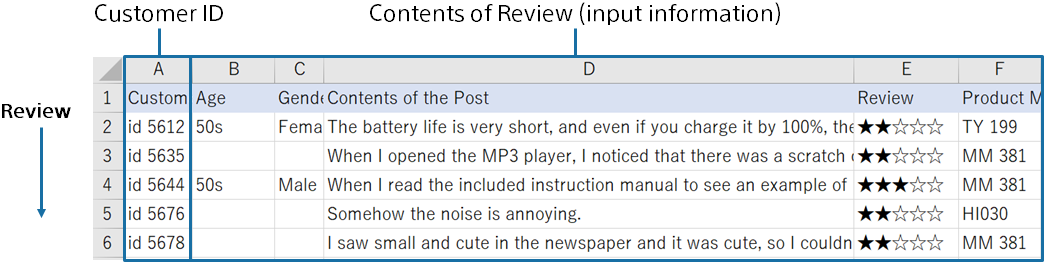 Customer ID Contents of Review (input information)
A B C D E F
Review
1 Custom Age Gende Contents of the Post Review Product M
2 id 5612 50s Fema The battery life is very short, and even if you charge it by 100%, the ★★☆☆☆ TY 199
3 id 5635 When I opened the MP3 player, I noticed that there was a scratch ★★☆☆☆ MM 381
4 id 5644 50s Male When I read the included instruction manual to see an example of ★★★☆☆ MM 381
5 id 5676 Somehow the noise is annoying. ★★☆☆☆ HI030
6 id 5678 I saw small and cute in the newspaper and it was cute, so I couldn ★★☆☆☆ MM 381